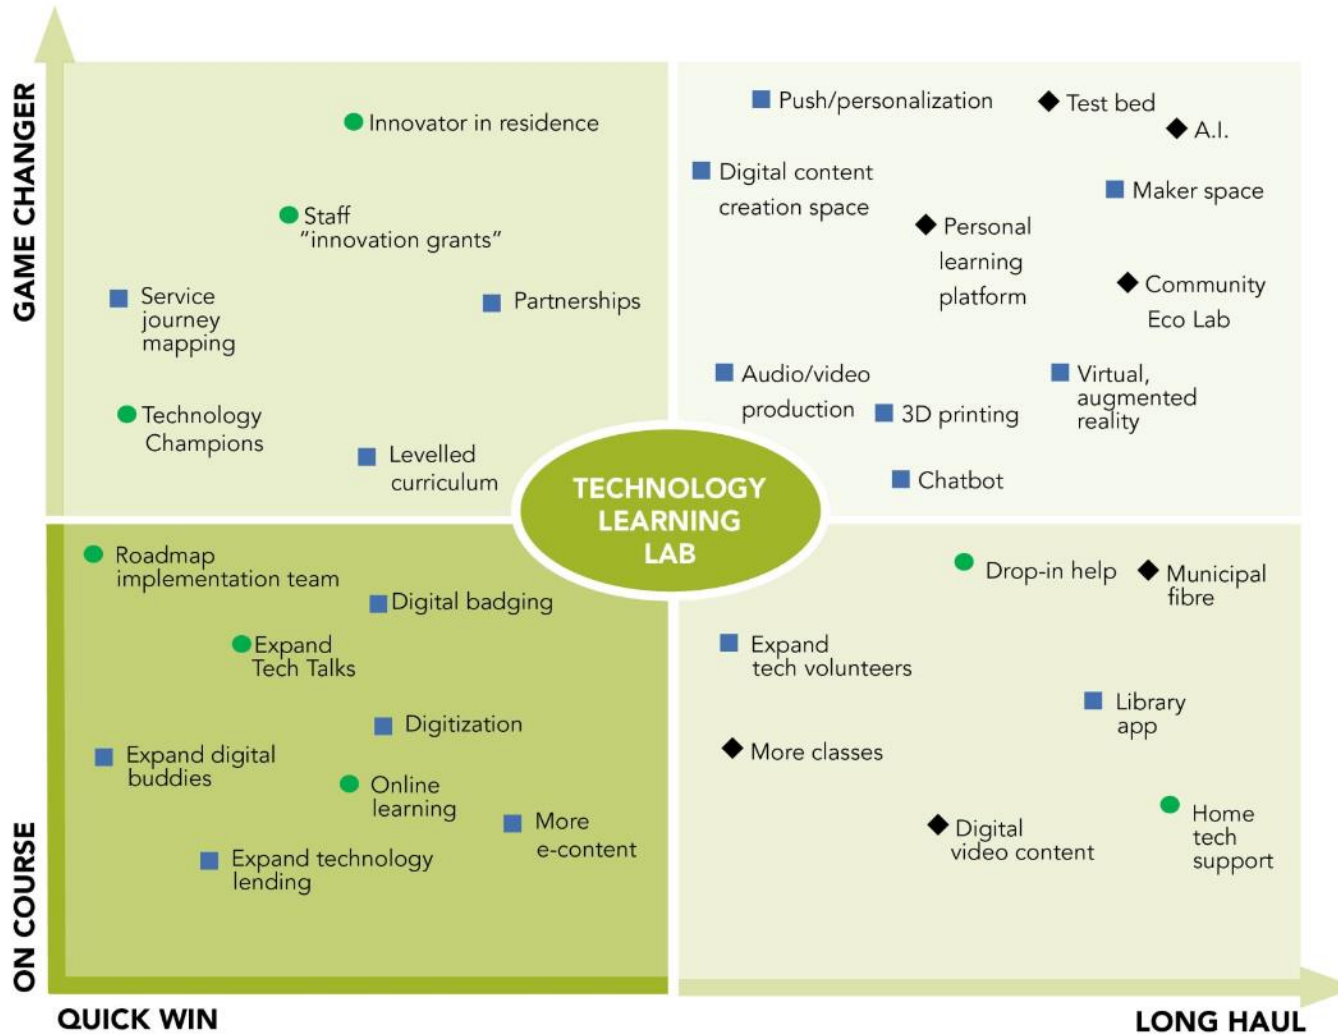 GAME CHANGER
Innovator in residence
Staff
"innovation grants"
Service
journey
mapping
Partnerships
Technology
Champions
Levelled
curriculum
Push/personalization
Test bed
A.I.
Digital content
creation space
Maker space
Personal
learning
platform
Community
Eco Lab
Audio/video
production
3D printing
Virtual,
augmented
reality
Chatbot
TECHNOLOGY
LEARNING
LAB
ON COURSE
Roadmap
implementation team
Digital badging
Expand
Tech Talks
Digitization
Expand digital
buddies
Online
learning
More
e-content
Expand technology
lending
Drop-in help
Municipal
fibre
Expand
tech volunteers
Library
app
More classes
Digital
video content
Home
tech
support
QUICK WIN
LONG HAUL